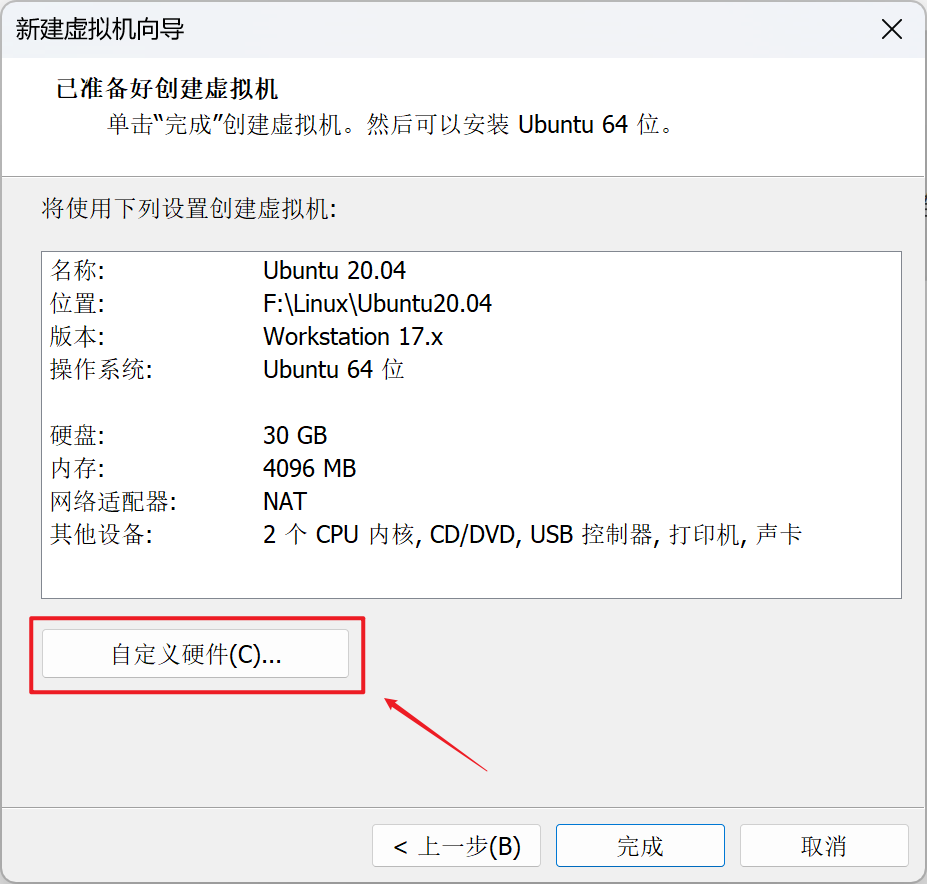 新建虚拟机向导
已准备好创建虚拟机
单击“完成”创建虚拟机。然后可以安装 Ubuntu 64 位。
将使用下列设置创建虚拟机:
名称: Ubuntu 20.04
位置: F:\Linux\Ubuntu20.04
版本: Workstation 17.x
操作系统: Ubuntu 64 位
硬盘: 30 GB
内存: 4096 MB
网络适配器: NAT
其他设备: 2 个 CPU 内核, CD/DVD, USB 控制器, 打印机, 声卡
自定义硬件(C)...
< 上一步(B) 完成 取消